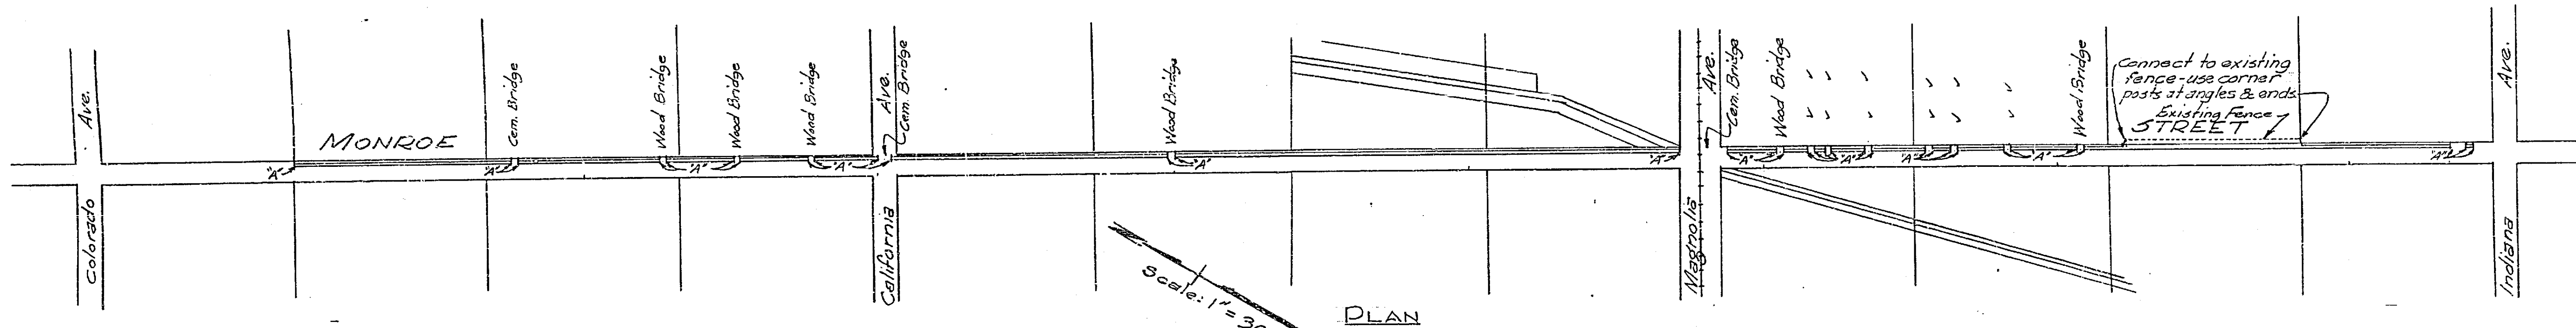 Ave.
Colorado
MONROE
"A"
Cem. Bridge
"A"
Wood Bridge
"A"
Wood Bridge
Wood Bridge
"A"
Ave.
California
Cem. Bridge
Wood Bridge
"A"
Scale: 1" = 30
PLAN
"A"
Ave.
Magnolia
Cem. Bridge
"A"
Wood Bridge
"A"
"A"
Wood Bridge
Connect to existing
fence-use corner
posts at angles & ends
Existing Fence
STREET
"A"
Ave.
Indiana